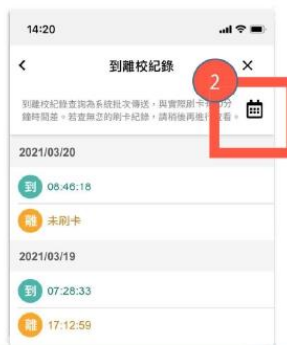 14:20
到離校紀錄
2
到離校紀錄查詢為系統批次傳送,與實際刷卡
鐘時間差。若查無您的刷卡紀錄,請稍後再進行查看。
2021/03/20
到 08:46:18
離 未刷卡
2021/03/19
到 07:28:33
離 17:12:59